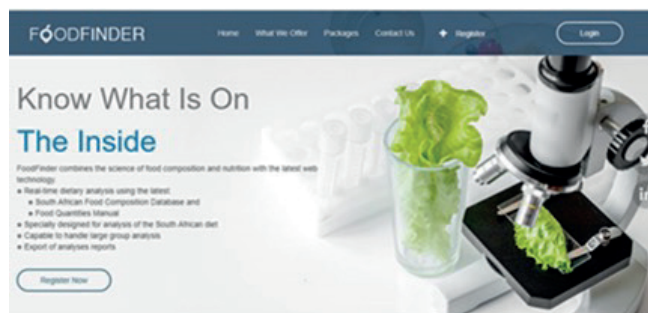 FOODFINDER
Home What We Offer Packages Contact Us + Register Login
Know What Is On
The Inside
FoodFinder combines the science of food composition and nutrition with the latest web
technology:
Real-time dietary analysis using the latest:
South African Food Composition Database and
Food Quantities Manual
Specially designed for analysis of the South African diet
Capable to handle large group analysis
Export of analyses reports
Register Now
in